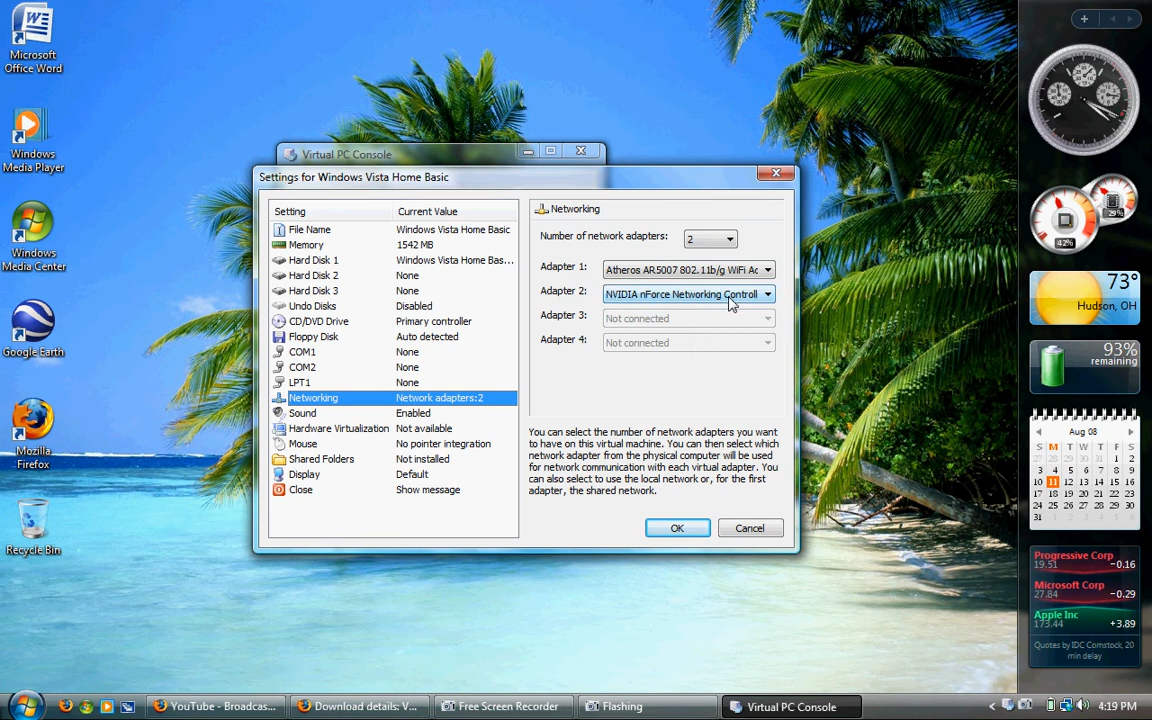 Microsoft
Office Word
Windows
Media Player
Windows
Media Center
Google Earth
Mozilla
Firefox
Recycle Bin
Virtual PC Console
Settings for Windows Vista Home Basic
Setting Current Value
File Name Windows Vista Home Basic
Memory 1542 MB
Hard Disk 1 Windows Vista Home Bas...
Hard Disk 2 None
Hard Disk 3 None
Undo Disks Disabled
CD/DVD Drive Primary controller
Floppy Disk Auto detected
COM1 None
COM2 None
LPT1 None
Networking Network adapters:2
Sound Enabled
Hardware Virtualization Not available
Mouse No pointer integration
Shared Folders Not installed
Display Default
Close Show message
Networking
Number of network adapters: 2
Adapter 1: Atheros AR5007 802.11b/g WiFi Ac
Adapter 2: NVIDIA nForce Networking Controll
Adapter 3: Not connected
Adapter 4: Not connected
You can select the number of network adapters you want
to have on this virtual machine. You can then select which
network adapter from the physical computer will be used
for network communication with each virtual adapter. You
can also select to use the local network or, for the first
adapter, the shared network.
OK Cancel
29%
42%
73°
Hudson, OH
93%
remaining
Aug 08
S M T W T F S
27 28 29 30 31 1 2
3 4 5 6 7 8 9
10 11 12 13 14 15 16
17 18 19 20 21 22 23
24 25 26 27 28 29 30
31 1 2 3 4 5 6
Progressive Corp
19.51 -0.16
Microsoft Corp
27.84 -0.29
Apple Inc
173.44 +3.89
Quotes by IDC Comstock, 20
min delay
YouTube - Broadcas... Download details: V... Free Screen Recorder Flashing Virtual PC Console 4:19 PM